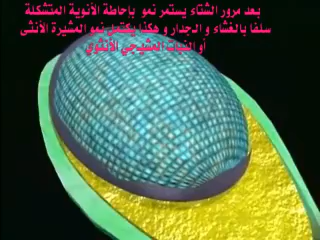 بعد مرور الشتاء يستمر نمو بإحاطة الأنوية المتشكلة
سلفا بالغشاء و الجدار و هكذا يكتمل نمو المشيرة الأنثى
أو النبات العشيجي الأنثوي